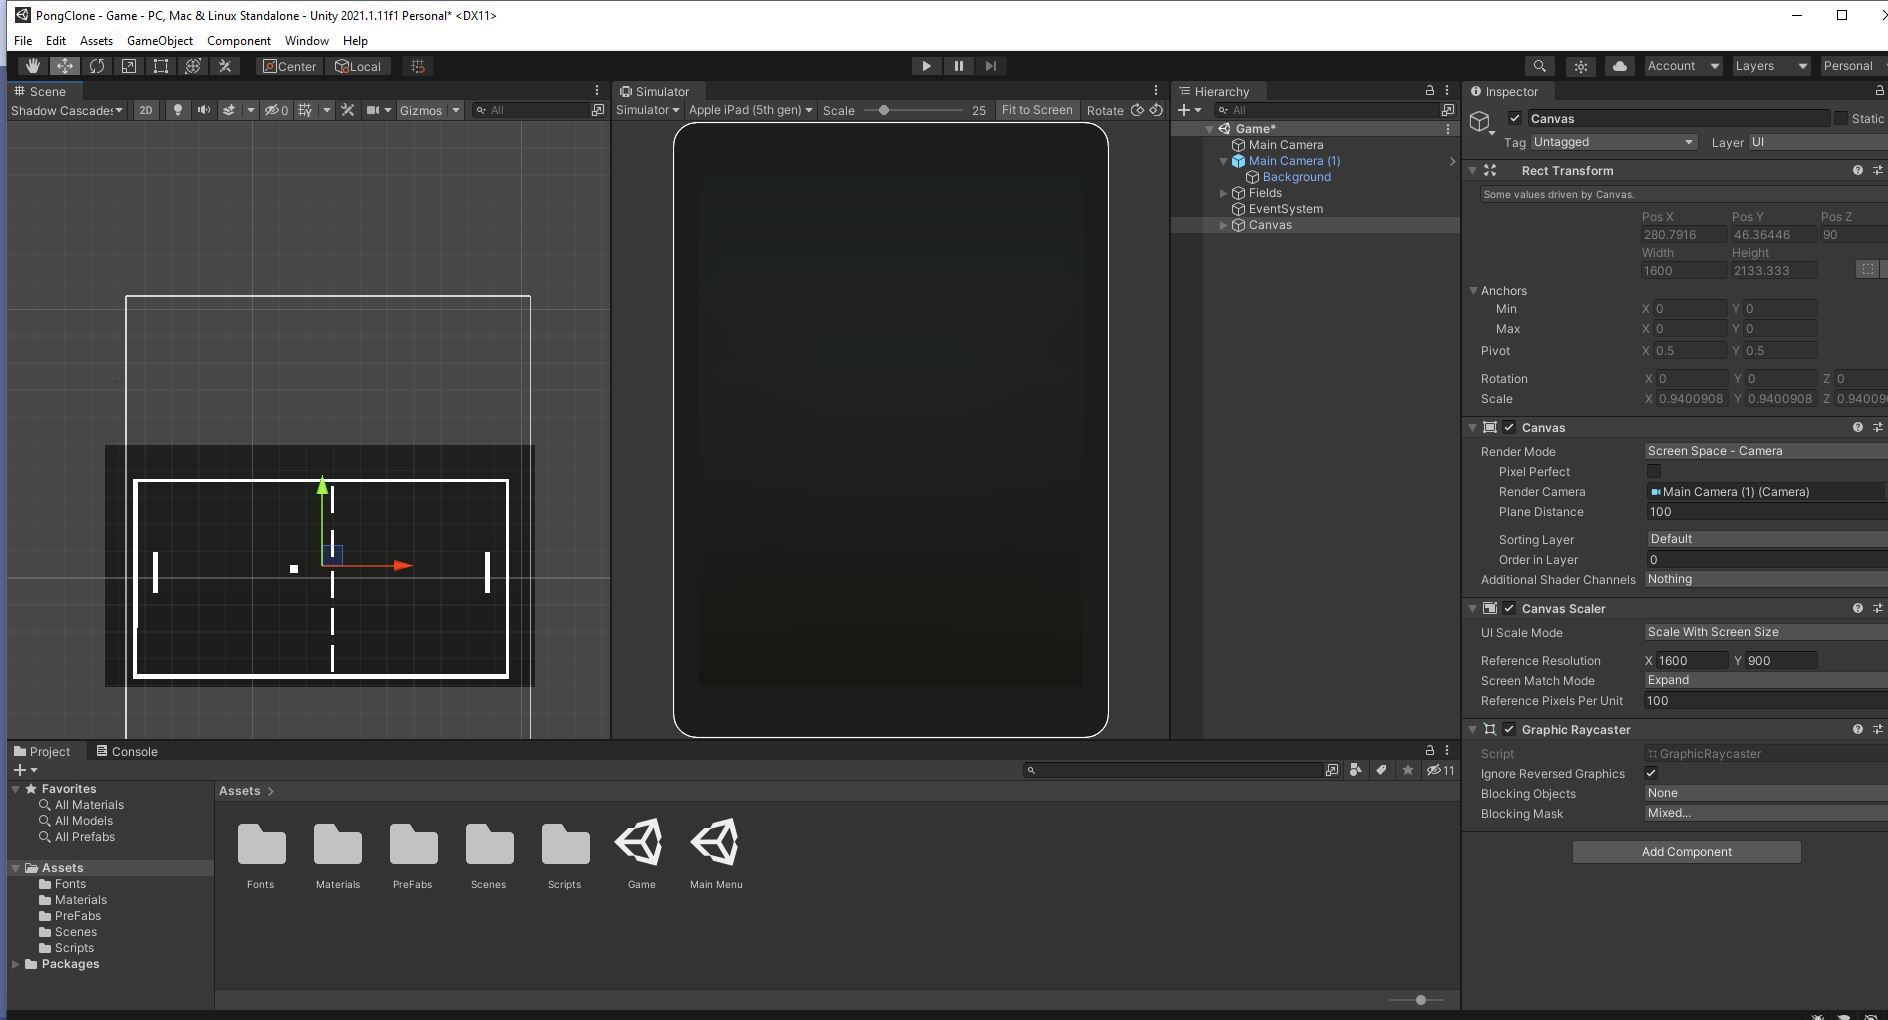 PongClone - Game - PC, Mac & Linux Standalone - Unity 2021.1.11f1 Personal* <DX11>
File Edit Assets GameObject Component Window Help
Center Local Account Layers Personal
Scene
Shadow Cascades 2D 0 Gizmos All
Simulator
Simulator Apple iPad (5th gen) Scale 25 Fit to Screen Rotate
Hierarchy
All
Game*
Main Camera
Main Camera (1)
Background
Fields
EventSystem
Canvas
Inspector
Canvas Static
Tag Untagged Layer UI
Rect Transform
Some values driven by Canvas.
Pos X Pos Y Pos Z
280.7916 46.36446 90
Width Height
1600 2133.333
Anchors
Min X 0 Y 0
Max X 0 Y 0
Pivot X 0.5 Y 0.5
Rotation X 0 Y 0 Z 0
Scale X 0.9400908 Y 0.9400908 Z 0.94009
Canvas
Render Mode Screen Space - Camera
Pixel Perfect
Render Camera Main Camera (1) (Camera)
Plane Distance 100
Sorting Layer Default
Order in Layer 0
Additional Shader Channels Nothing
Canvas Scaler
UI Scale Mode Scale With Screen Size
Reference Resolution X 1600 Y 900
Screen Match Mode Expand
Reference Pixels Per Unit 100
Graphic Raycaster
Script GraphicRaycaster
Ignore Reversed Graphics
Blocking Objects None
Blocking Mask Mixed...
Add Component
Project Console
11
Favorites
All Materials
All Models
All Prefabs
Assets
Fonts
Materials
PreFabs
Scenes
Scripts
Packages
Assets >
Fonts Materials PreFabs Scenes Scripts Game Main Menu